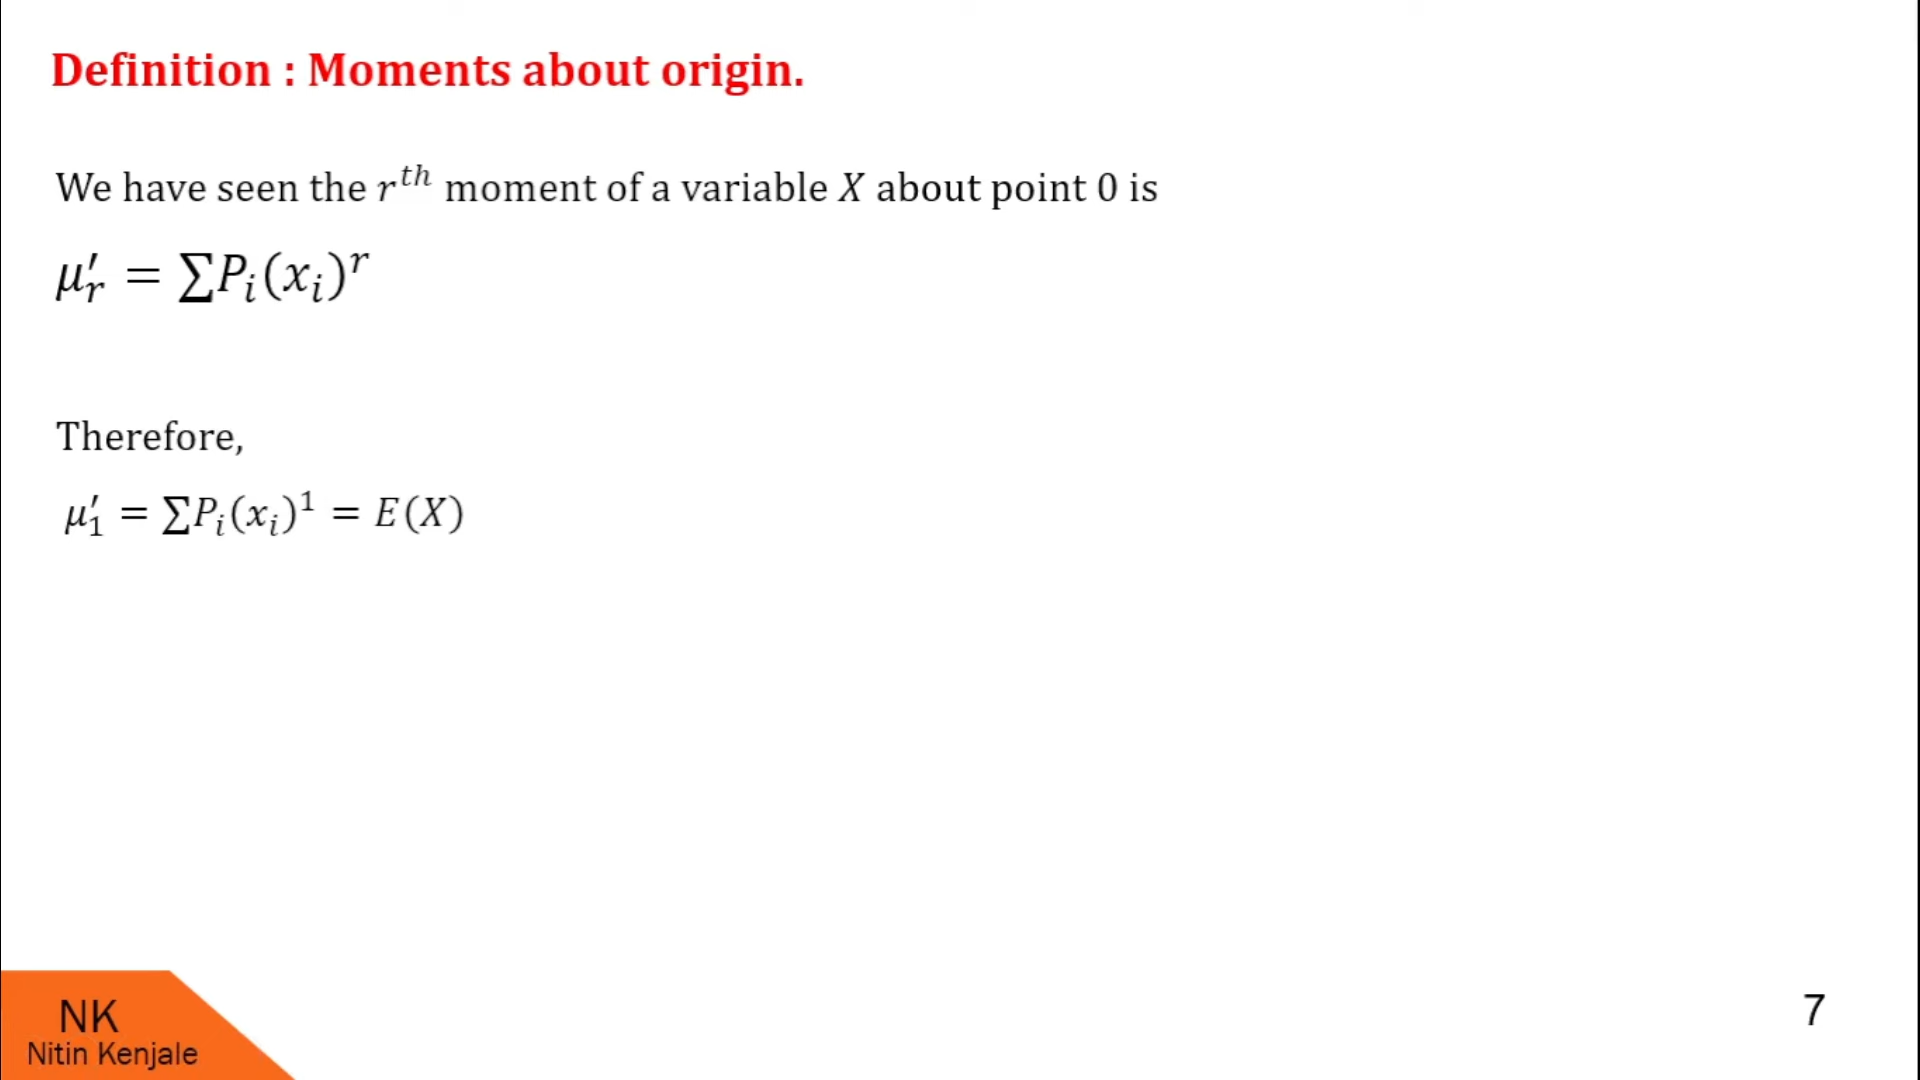 Definition : Moments about origin.
We have seen the r^{th} moment of a variable X about point 0 is
μ′_r = ∑P_i(x_i)^r
Therefore,
μ′_1 = ∑P_i(x_i)^1 = E(X)
NK
Nitin Kenjale
7